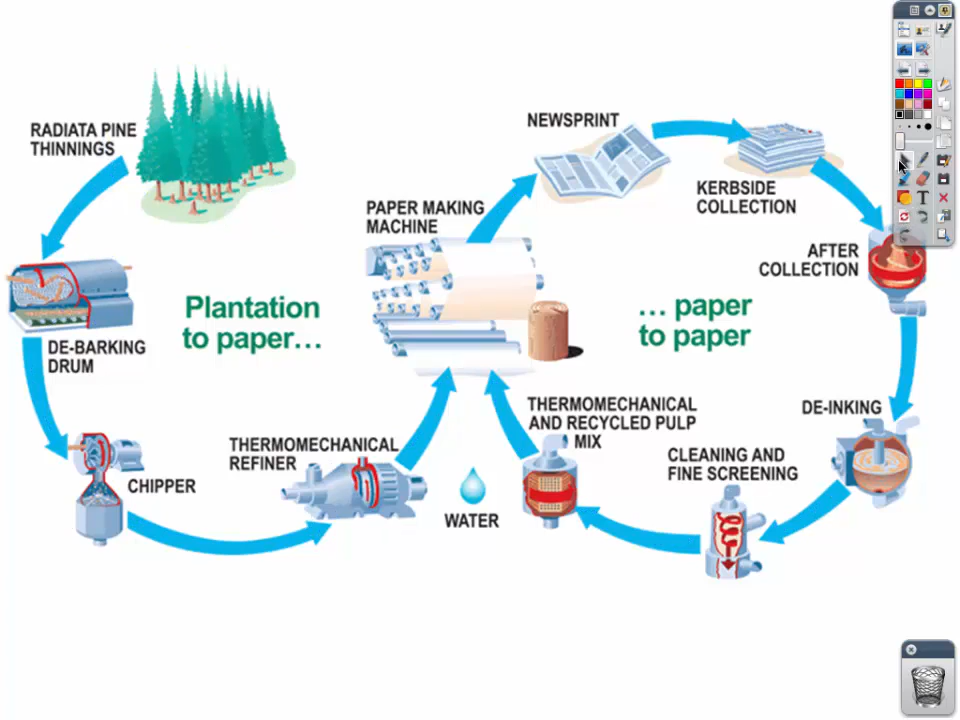 RADIATA PINE
THINNINGS
DE-BARKING
DRUM
CHIPPER
THERMOMECHANICAL
REFINER
Plantation
to paper…
PAPER MAKING
MACHINE
WATER
NEWSPRINT
KERBSIDE
COLLECTION
AFTER
COLLECTION
… paper
to paper
DE-INKING
CLEANING AND
FINE SCREENING
THERMOMECHANICAL
AND RECYCLED PULP
MIX
T